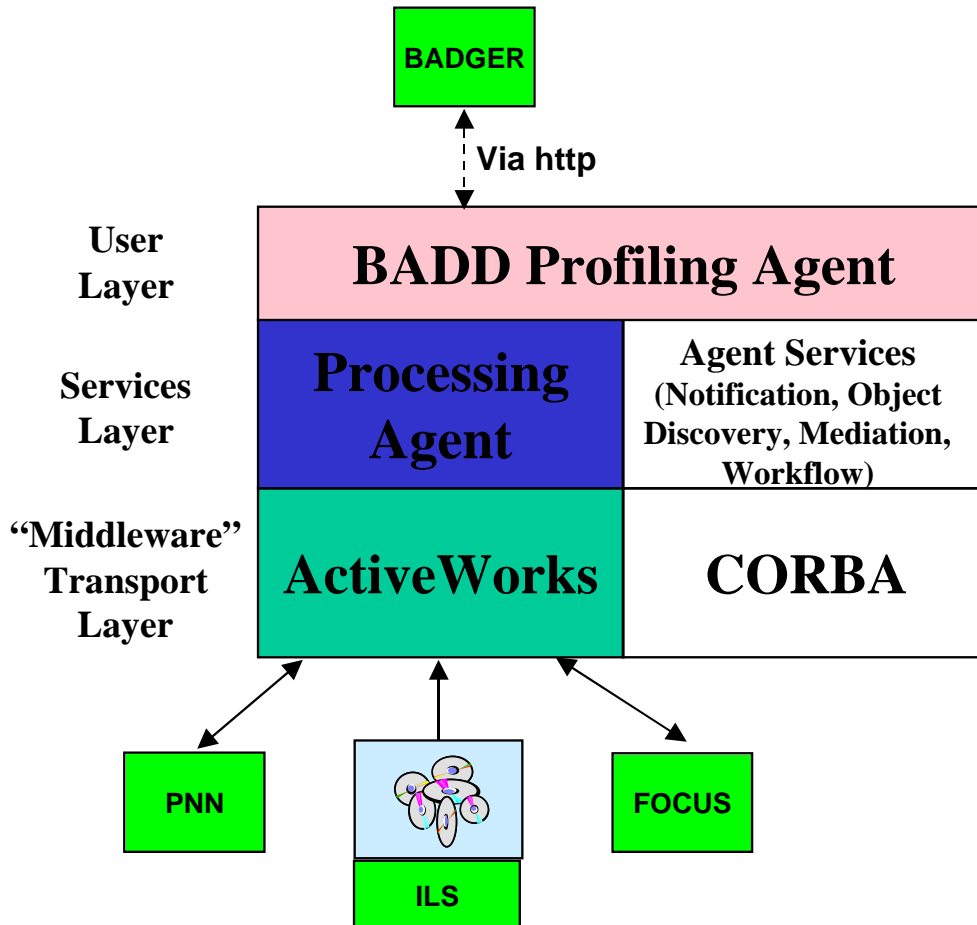 BADGER
Via http
User
Layer
BADD Profiling Agent
Services
Layer
Processing
Agent
Agent Services
(Notification, Object
Discovery, Mediation,
Workflow)
“Middleware”
Transport
Layer
ActiveWorks
CORBA
PNN
FOCUS
ILS